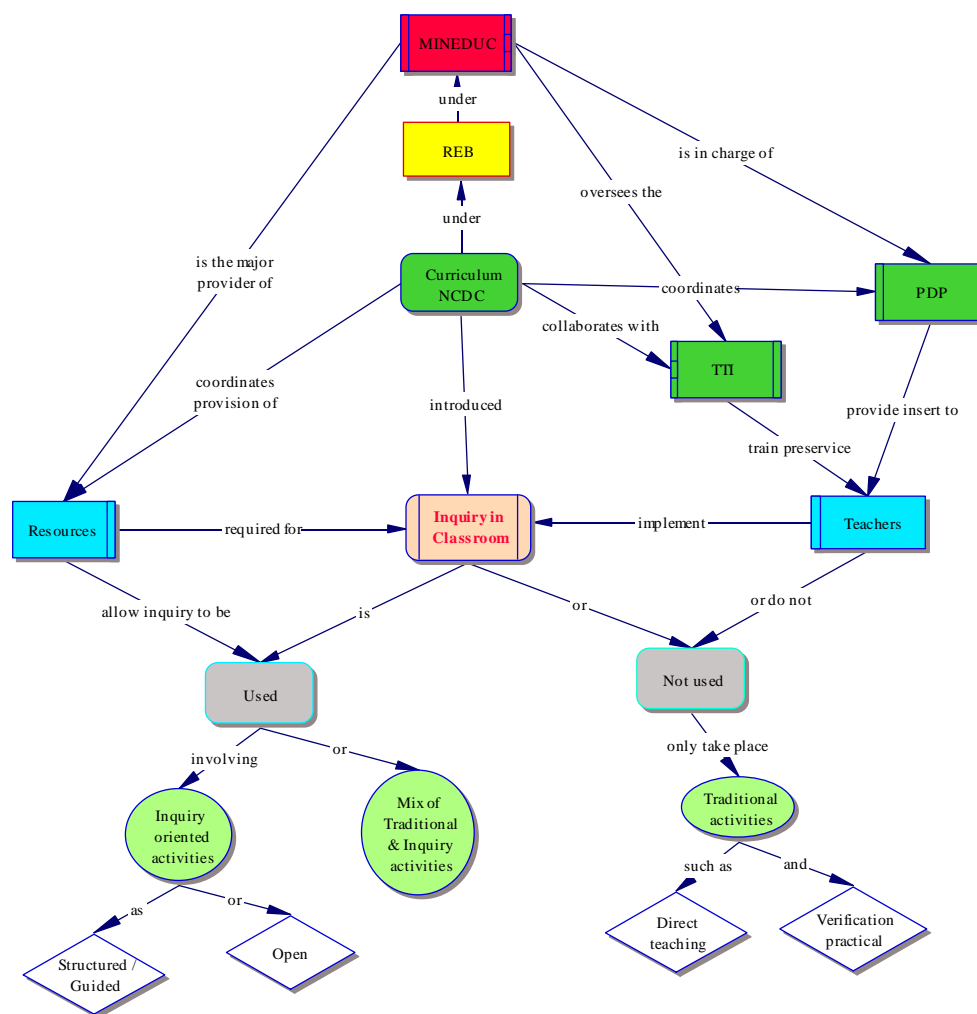 MINEDUC
under
REB
is in charge of
oversees the
under
is the major
provider of
Curriculum
NCDC
coordinates
PDP
collaborates with
TTI
coordinates
provision of
introduced
provide insert to
train preservice
Resources
required for
Inquiry in
Classroom
implement
Teachers
allow inquiry to be
is
or
or do not
Used
Not used
involving
or
only take place
Inquiry
oriented
activities
Mix of
Traditional
& Inquiry
activities
Traditional
activities
such as
and
as
or
Structured /
Guided
Open
Direct
teaching
Verification
practical